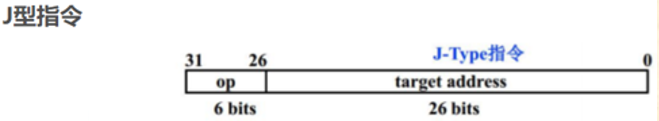 J型指令
J-Type指令
31 26 0
op target address
6 bits 26 bits